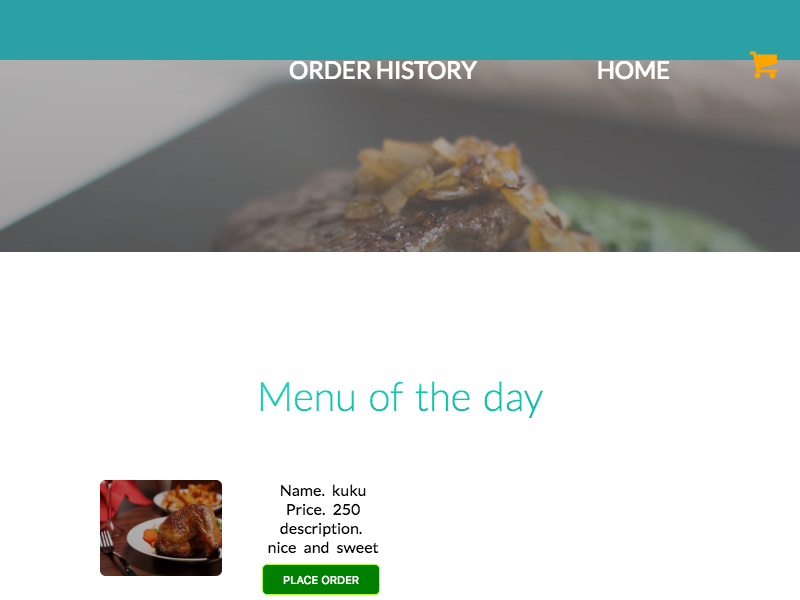 ORDER HISTORY
HOME
Menu of the day
Name. kuku
Price. 250
description.
nice and sweet
PLACE ORDER